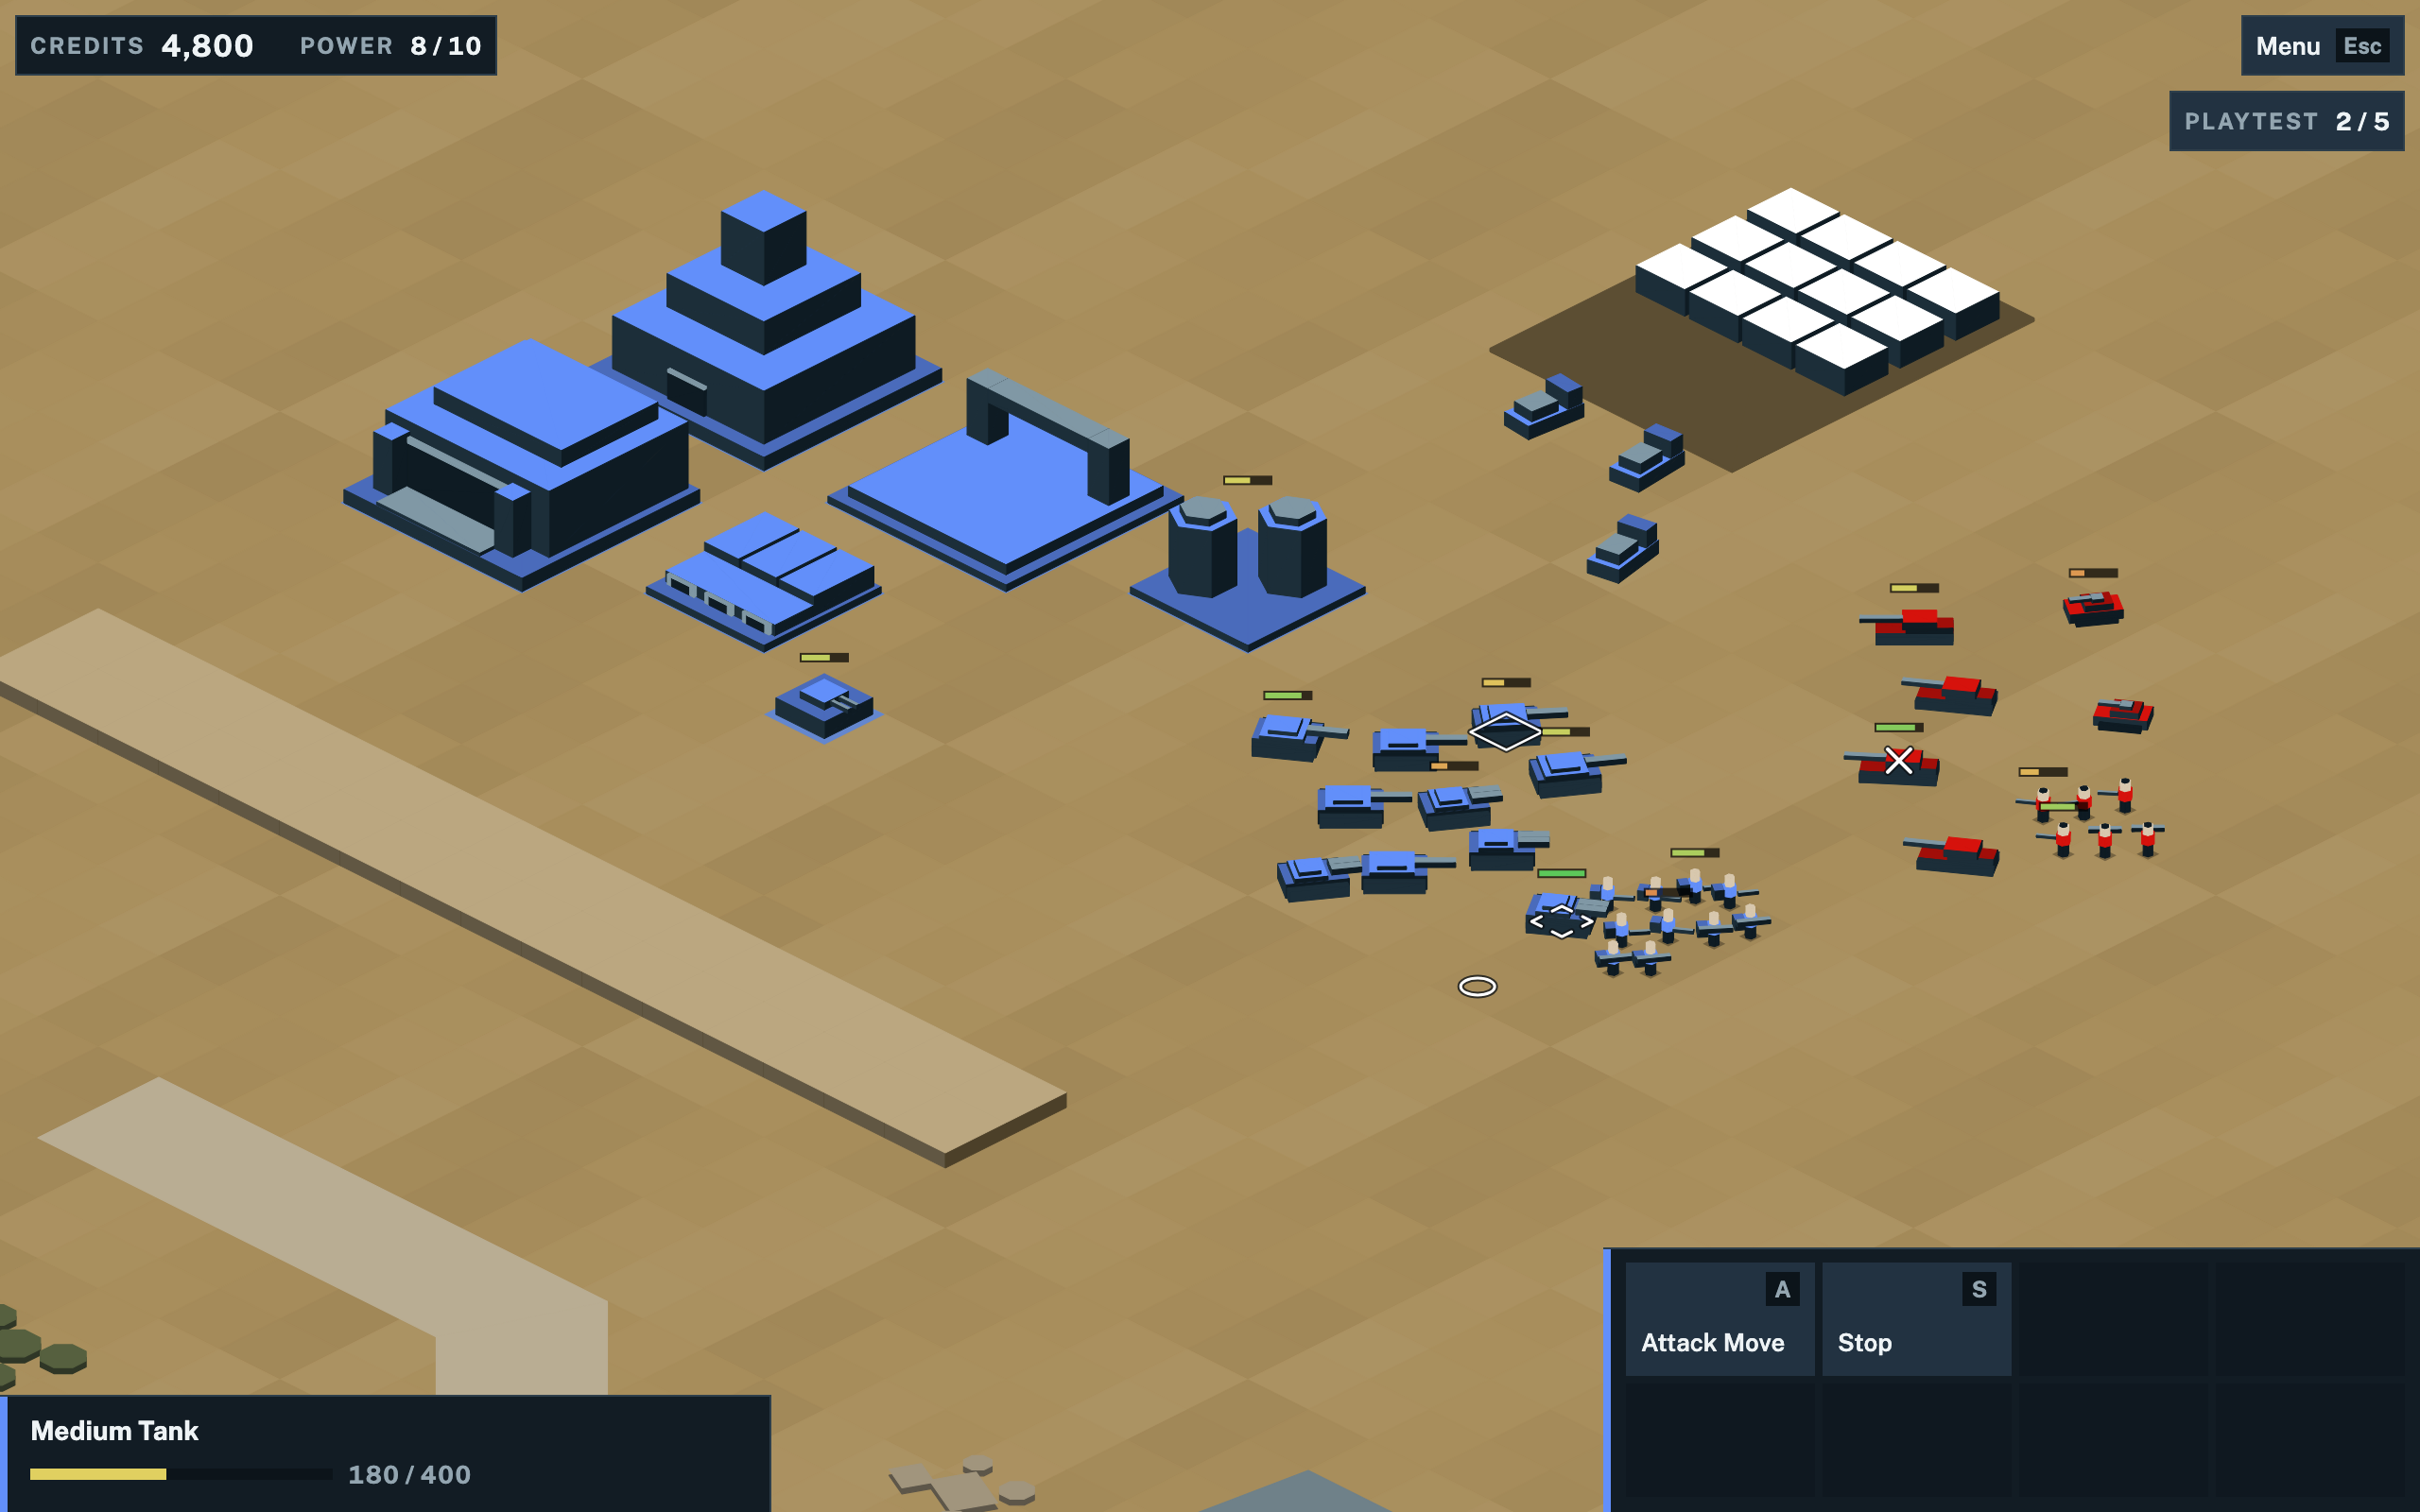 CREDITS 4,800 POWER 8/10
Menu Esc
PLAYTEST 2/5
A
Attack Move
S
Stop
Medium Tank
180/400